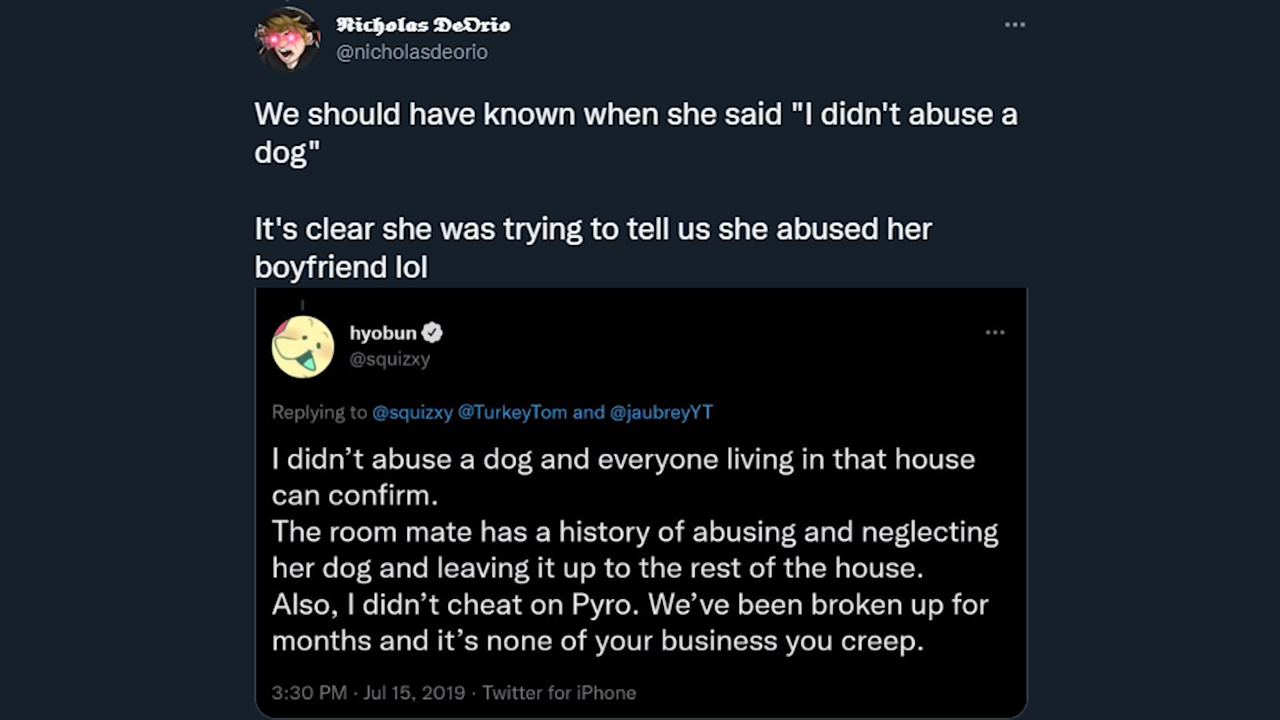 Nicholas DeOrio
@nicholasdeorio
We should have known when she said "I didn't abuse a
dog"
It's clear she was trying to tell us she abused her
boyfriend lol
hyobun
@squizxy
Replying to @squizxy @TurkeyTom and @jaubreyYT
I didn’t abuse a dog and everyone living in that house
can confirm.
The room mate has a history of abusing and neglecting
her dog and leaving it up to the rest of the house.
Also, I didn’t cheat on Pyro. We’ve been broken up for
months and it’s none of your business you creep.
3:30 PM · Jul 15, 2019 · Twitter for iPhone